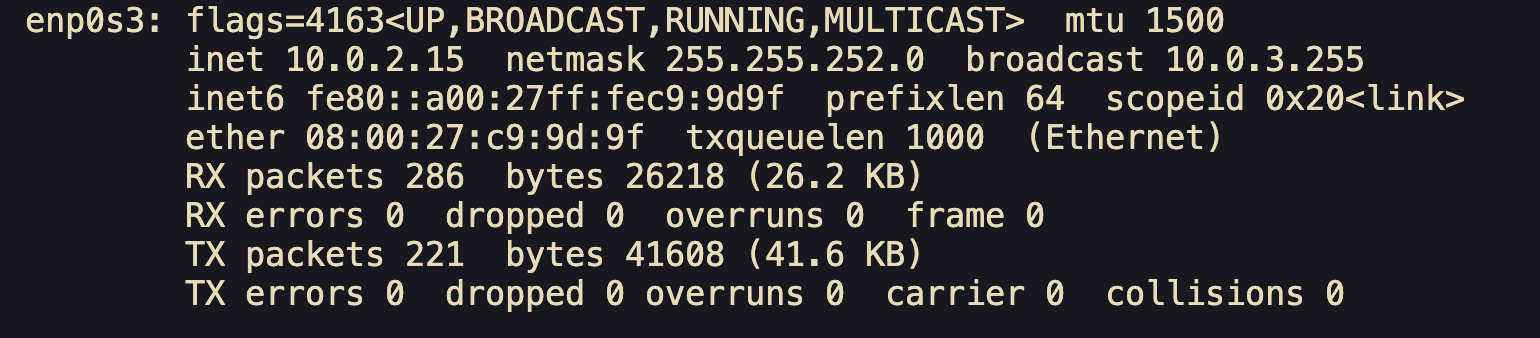 enp0s3: flags=4163<UP,BROADCAST,RUNNING,MULTICAST>  mtu 1500
        inet 10.0.2.15  netmask 255.255.252.0  broadcast 10.0.3.255
        inet6 fe80::a00:27ff:fec9:9d9f  prefixlen 64  scopeid 0x20<link>
        ether 08:00:27:c9:9d:9f  txqueuelen 1000  (Ethernet)
        RX packets 286  bytes 26218 (26.2 KB)
        RX errors 0  dropped 0  overruns 0  frame 0
        TX packets 221  bytes 41608 (41.6 KB)
        TX errors 0  dropped 0 overruns 0  carrier 0  collisions 0